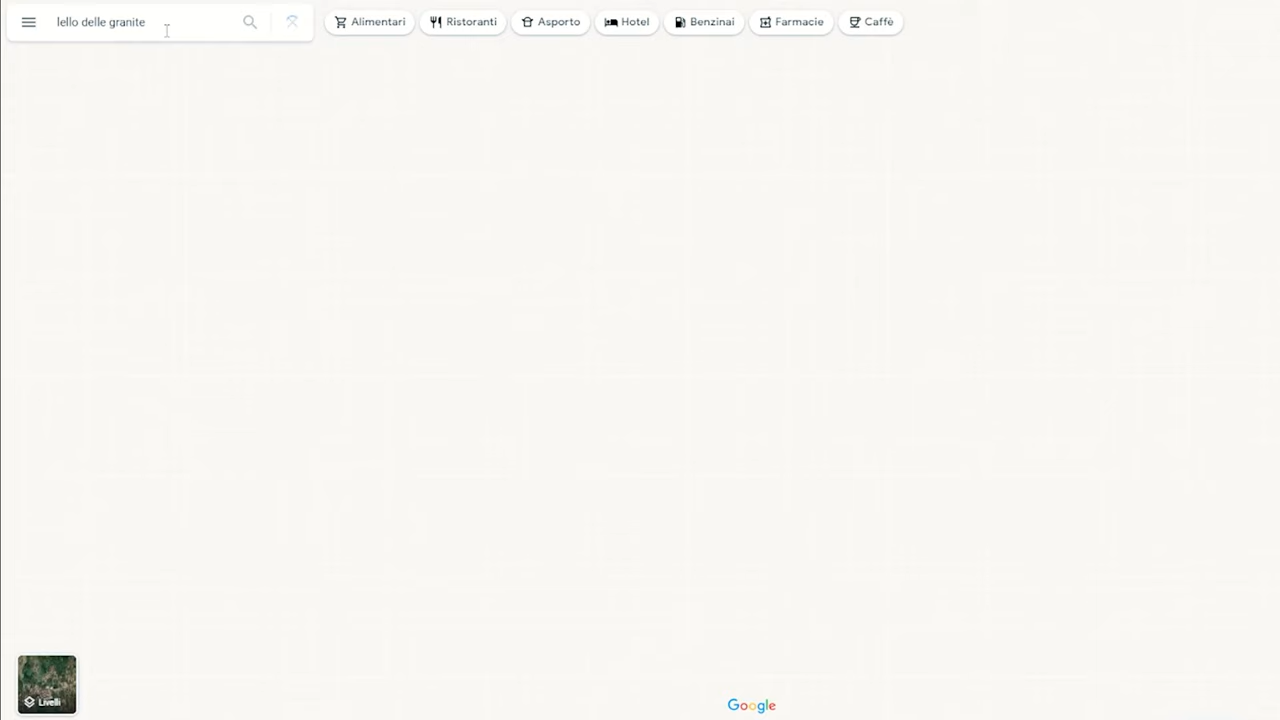 lello delle granite
Alimentari
Ristoranti
Asporto
Hotel
Benzinai
Farmacie
Caffè
Livelli
Google